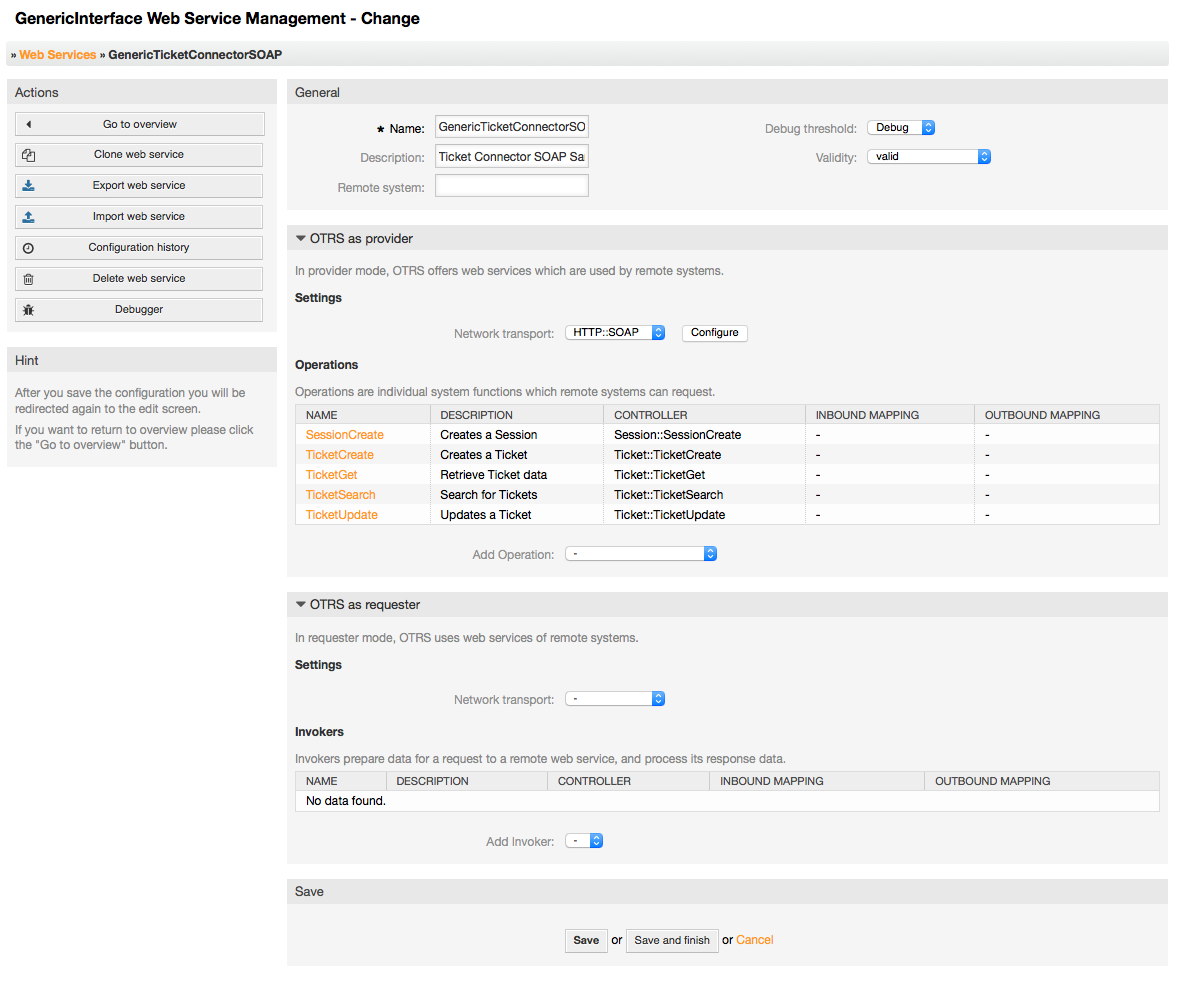 GenericInterface Web Service Management - Change
» Web Services » GenericTicketConnectorSOAP
Actions
Go to overview
Clone web service
Export web service
Import web service
Configuration history
Delete web service
Debugger
Hint
After you save the configuration you will be
redirected again to the edit screen.
If you want to return to overview please click
the "Go to overview" button.
General
* Name: GenericTicketConnectorSO
Description: Ticket Connector SOAP Sa
Remote system:
Debug threshold: Debug
Validity: valid
OTRS as provider
In provider mode, OTRS offers web services which are used by remote systems.
Settings
Network transport: HTTP::SOAP Configure
Operations
Operations are individual system functions which remote systems can request.
NAME DESCRIPTION CONTROLLER INBOUND MAPPING OUTBOUND MAPPING
SessionCreate Creates a Session Session::SessionCreate - -
TicketCreate Creates a Ticket Ticket::TicketCreate - -
TicketGet Retrieve Ticket data Ticket::TicketGet - -
TicketSearch Search for Tickets Ticket::TicketSearch - -
TicketUpdate Updates a Ticket Ticket::TicketUpdate - -
Add Operation: -
OTRS as requester
In requester mode, OTRS uses web services of remote systems.
Settings
Network transport: -
Invokers
Invokers prepare data for a request to a remote web service, and process its response data.
NAME DESCRIPTION CONTROLLER INBOUND MAPPING OUTBOUND MAPPING
No data found.
Add Invoker: -
Save
Save or Save and finish or Cancel